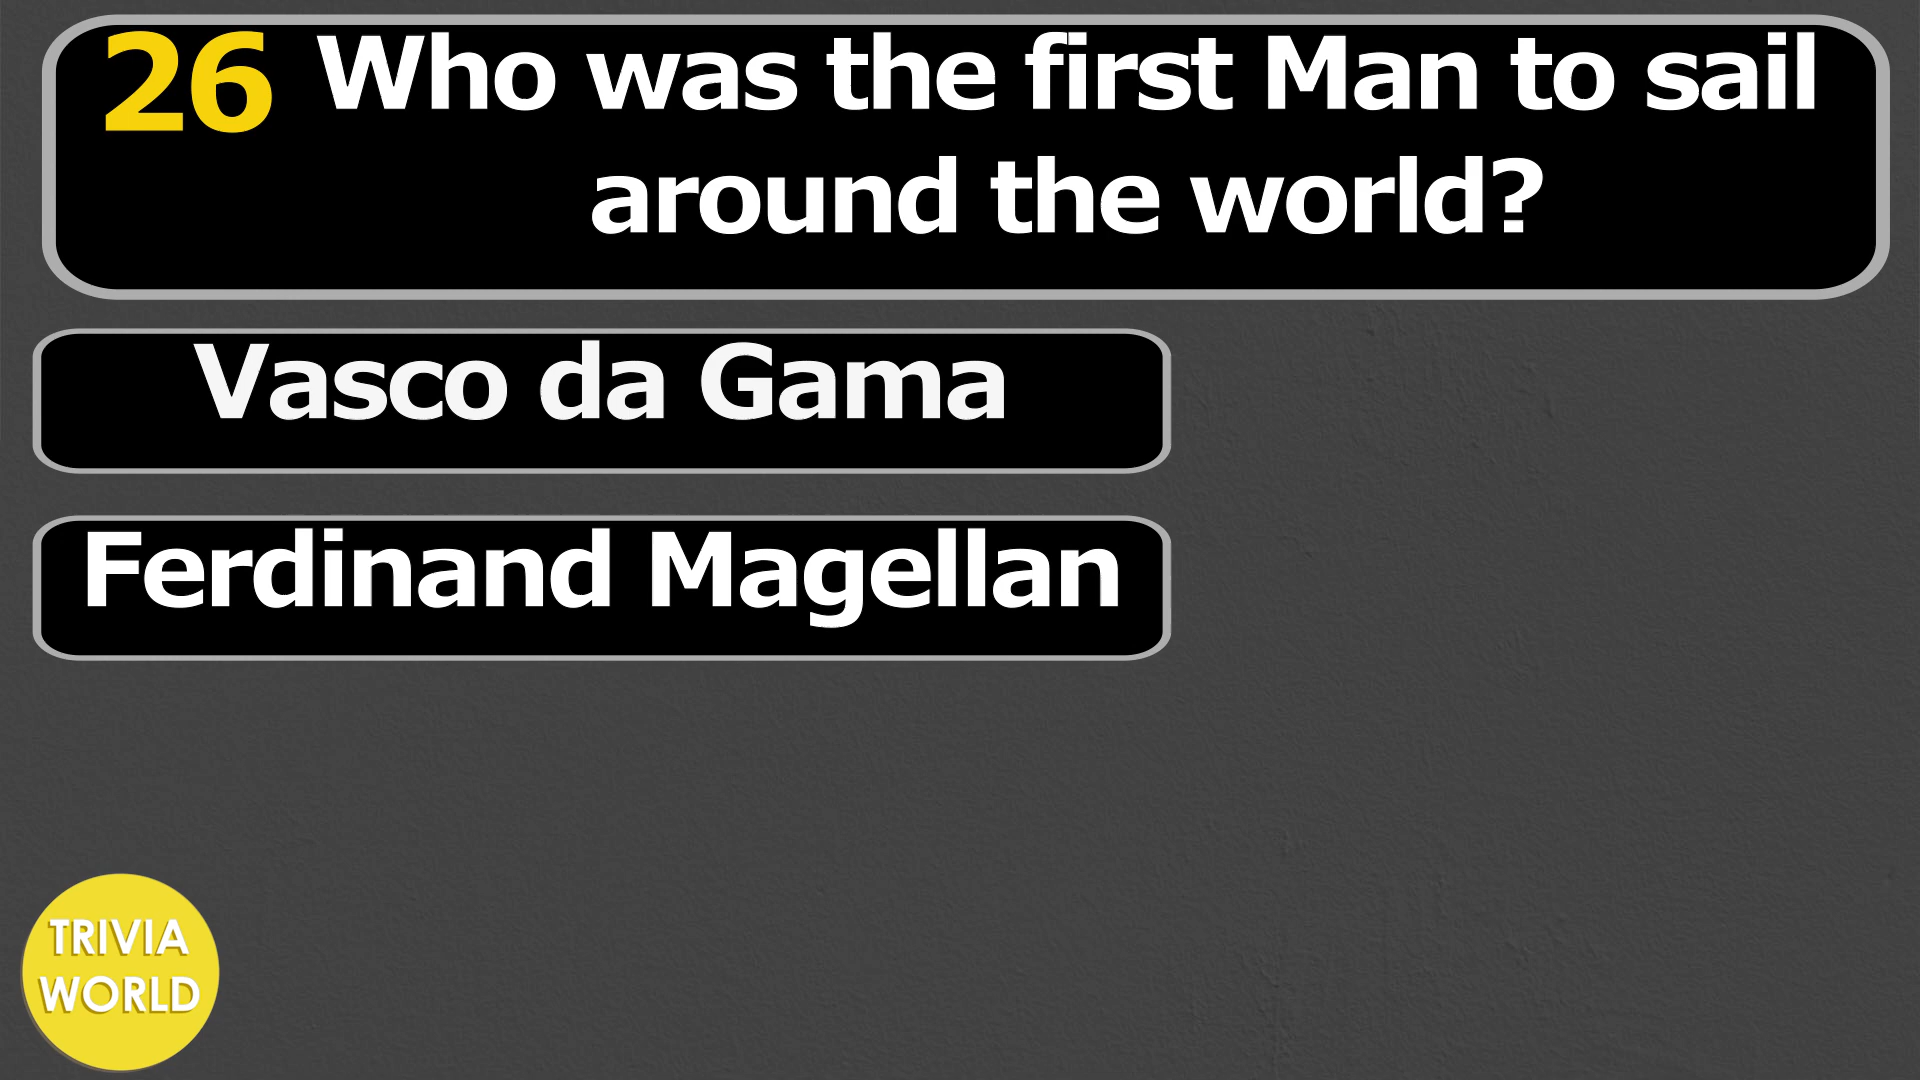 26 Who was the first Man to sail
around the world?
Vasco da Gama
Ferdinand Magellan
TRIVIA
WORLD